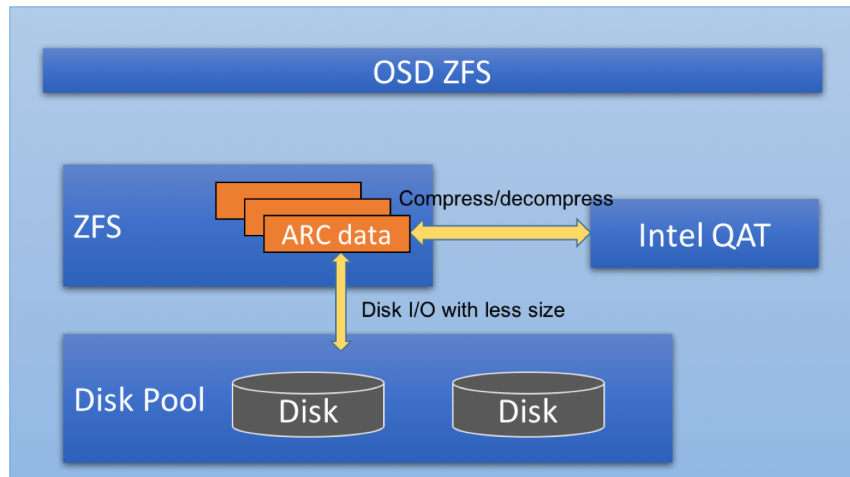 OSD ZFS
ZFS
ARC data
Compress/decompress
Intel QAT
Disk I/O with less size
Disk Pool
Disk
Disk